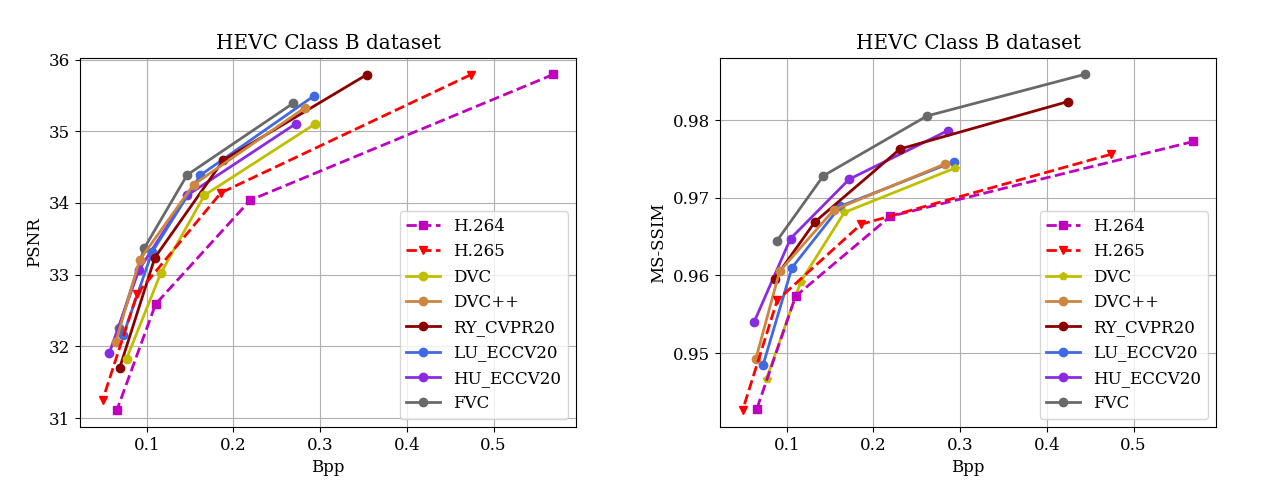 HEVC Class B dataset
36
35
34
33
32
31
PSNR
0.1
0.2
0.3
0.4
0.5
Bpp
H.264
H.265
DVC
DVC++
RY_CVPR20
LU_ECCV20
HU_ECCV20
FVC
HEVC Class B dataset
0.98
0.97
0.96
0.95
MS-SSIM
0.1
0.2
0.3
0.4
0.5
Bpp
H.264
H.265
DVC
DVC++
RY_CVPR20
LU_ECCV20
HU_ECCV20
FVC